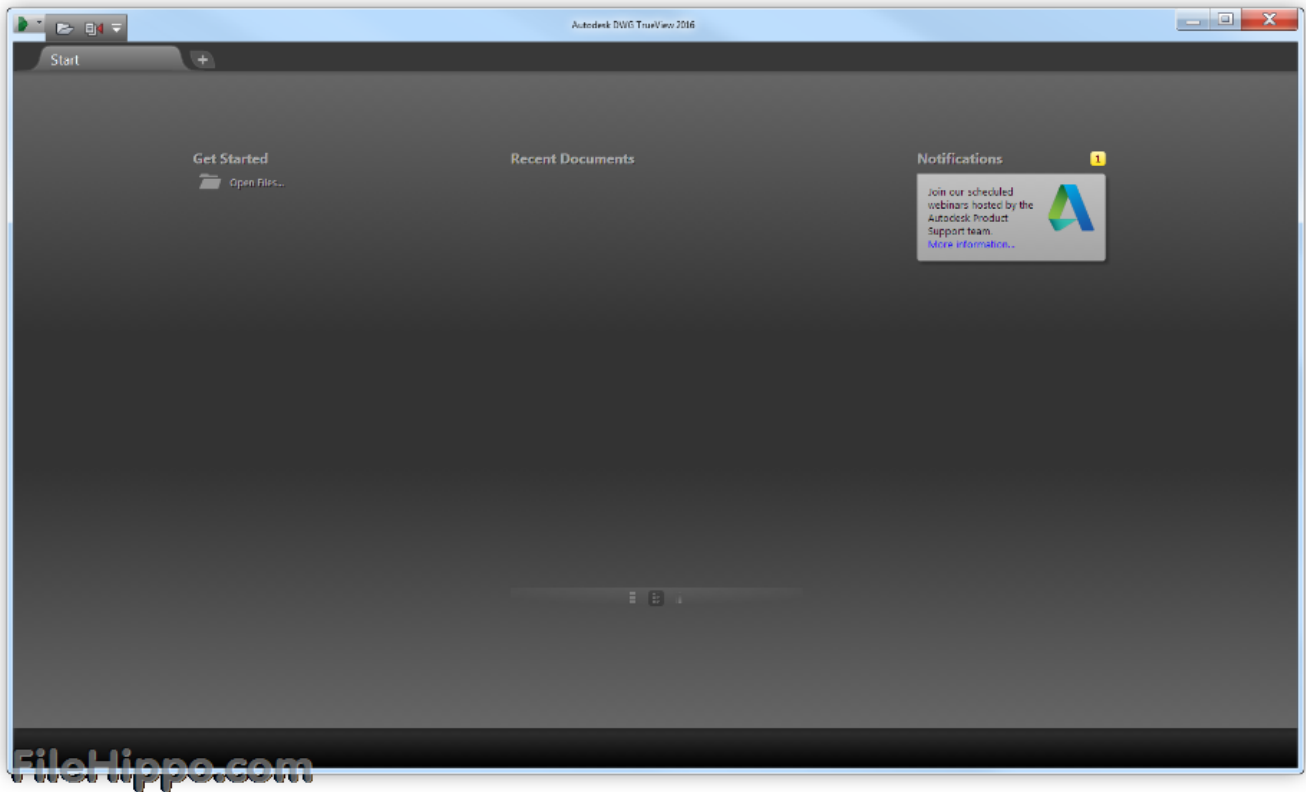 Autodesk DWG TrueView 2016
Start
Get Started
Open Files...
Recent Documents
Notifications
1
Join our scheduled
webinars hosted by the
Autodesk Product
Support team.
More information...
FileHippo.com